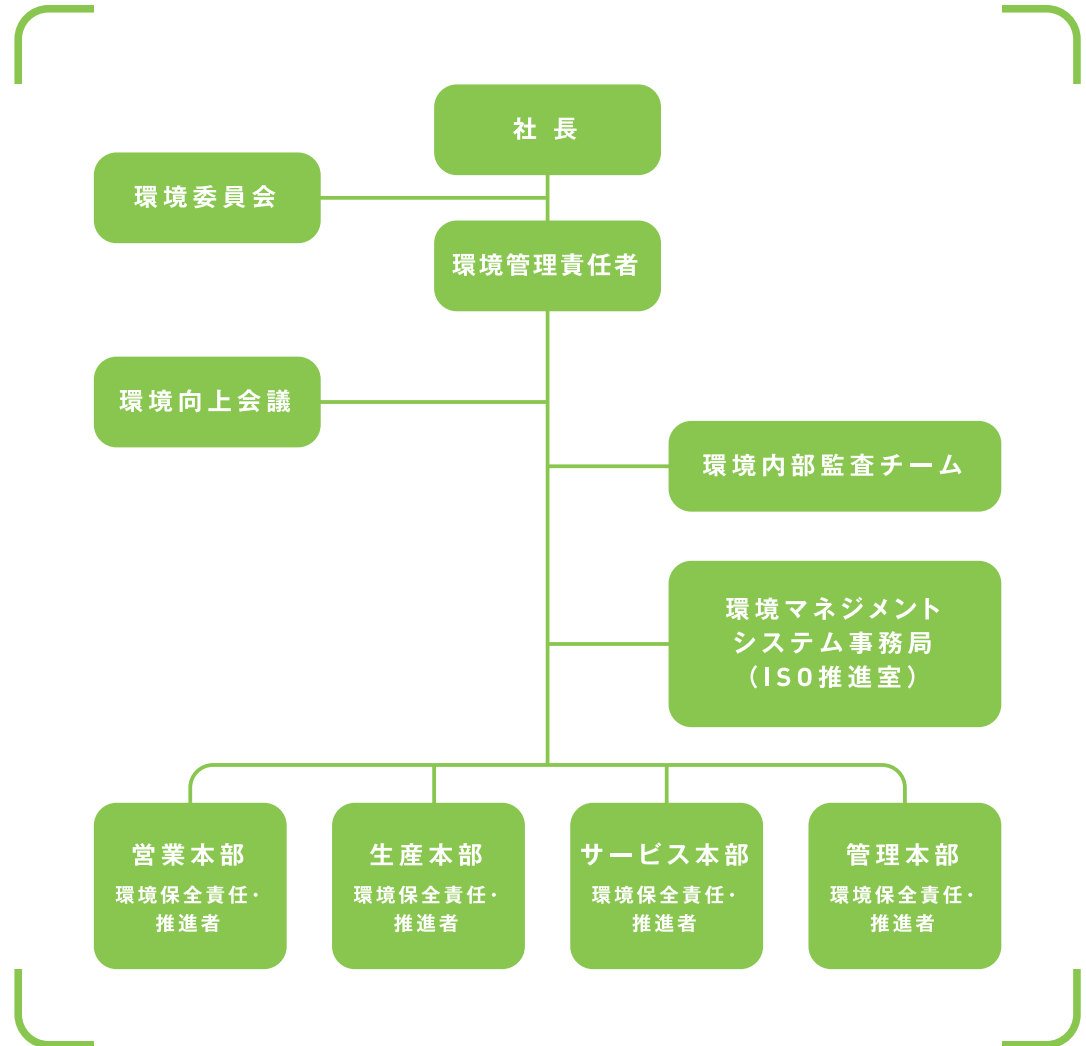 社 長
環境委員会
環境管理責任者
環境向上会議
環境内部監査チーム
環境マネジメント
システム事務局
（ISO推進室）
営業本部
環境保全責任・
推進者
生産本部
環境保全責任・
推進者
サービス本部
環境保全責任・
推進者
管理本部
環境保全責任・
推進者